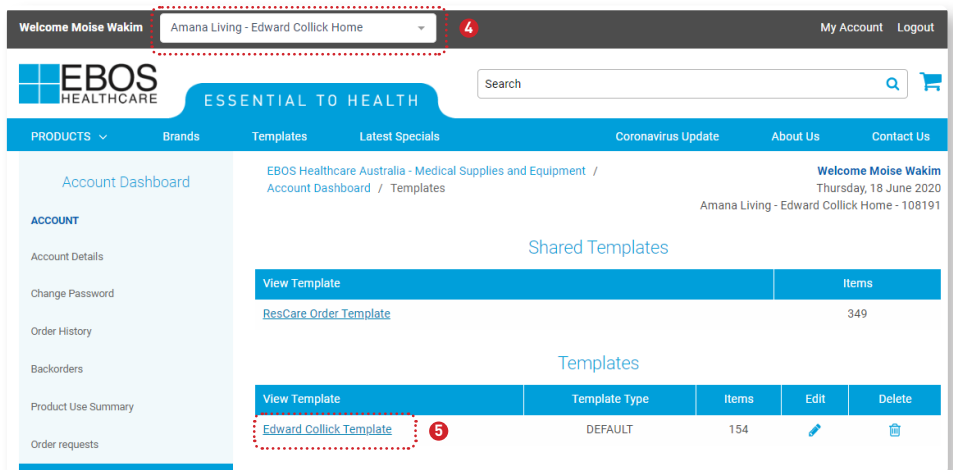 Welcome Moise Wakim
Amana Living - Edward Collick Home
4
My Account
Logout
EBOS
HEALTHCARE
ESSENTIAL TO HEALTH
Search
PRODUCTS
Brands
Templates
Latest Specials
Coronavirus Update
About Us
Contact Us
Account Dashboard
ACCOUNT
Account Details
Change Password
Order History
Backorders
Product Use Summary
Order requests
EBOS Healthcare Australia - Medical Supplies and Equipment /
Account Dashboard / Templates
Welcome Moise Wakim
Thursday, 18 June 2020
Amana Living - Edward Collick Home - 108191
Shared Templates
View Template Items
ResCare Order Template 349
Templates
View Template Template Type Items Edit Delete
Edward Collick Template 5 DEFAULT 154